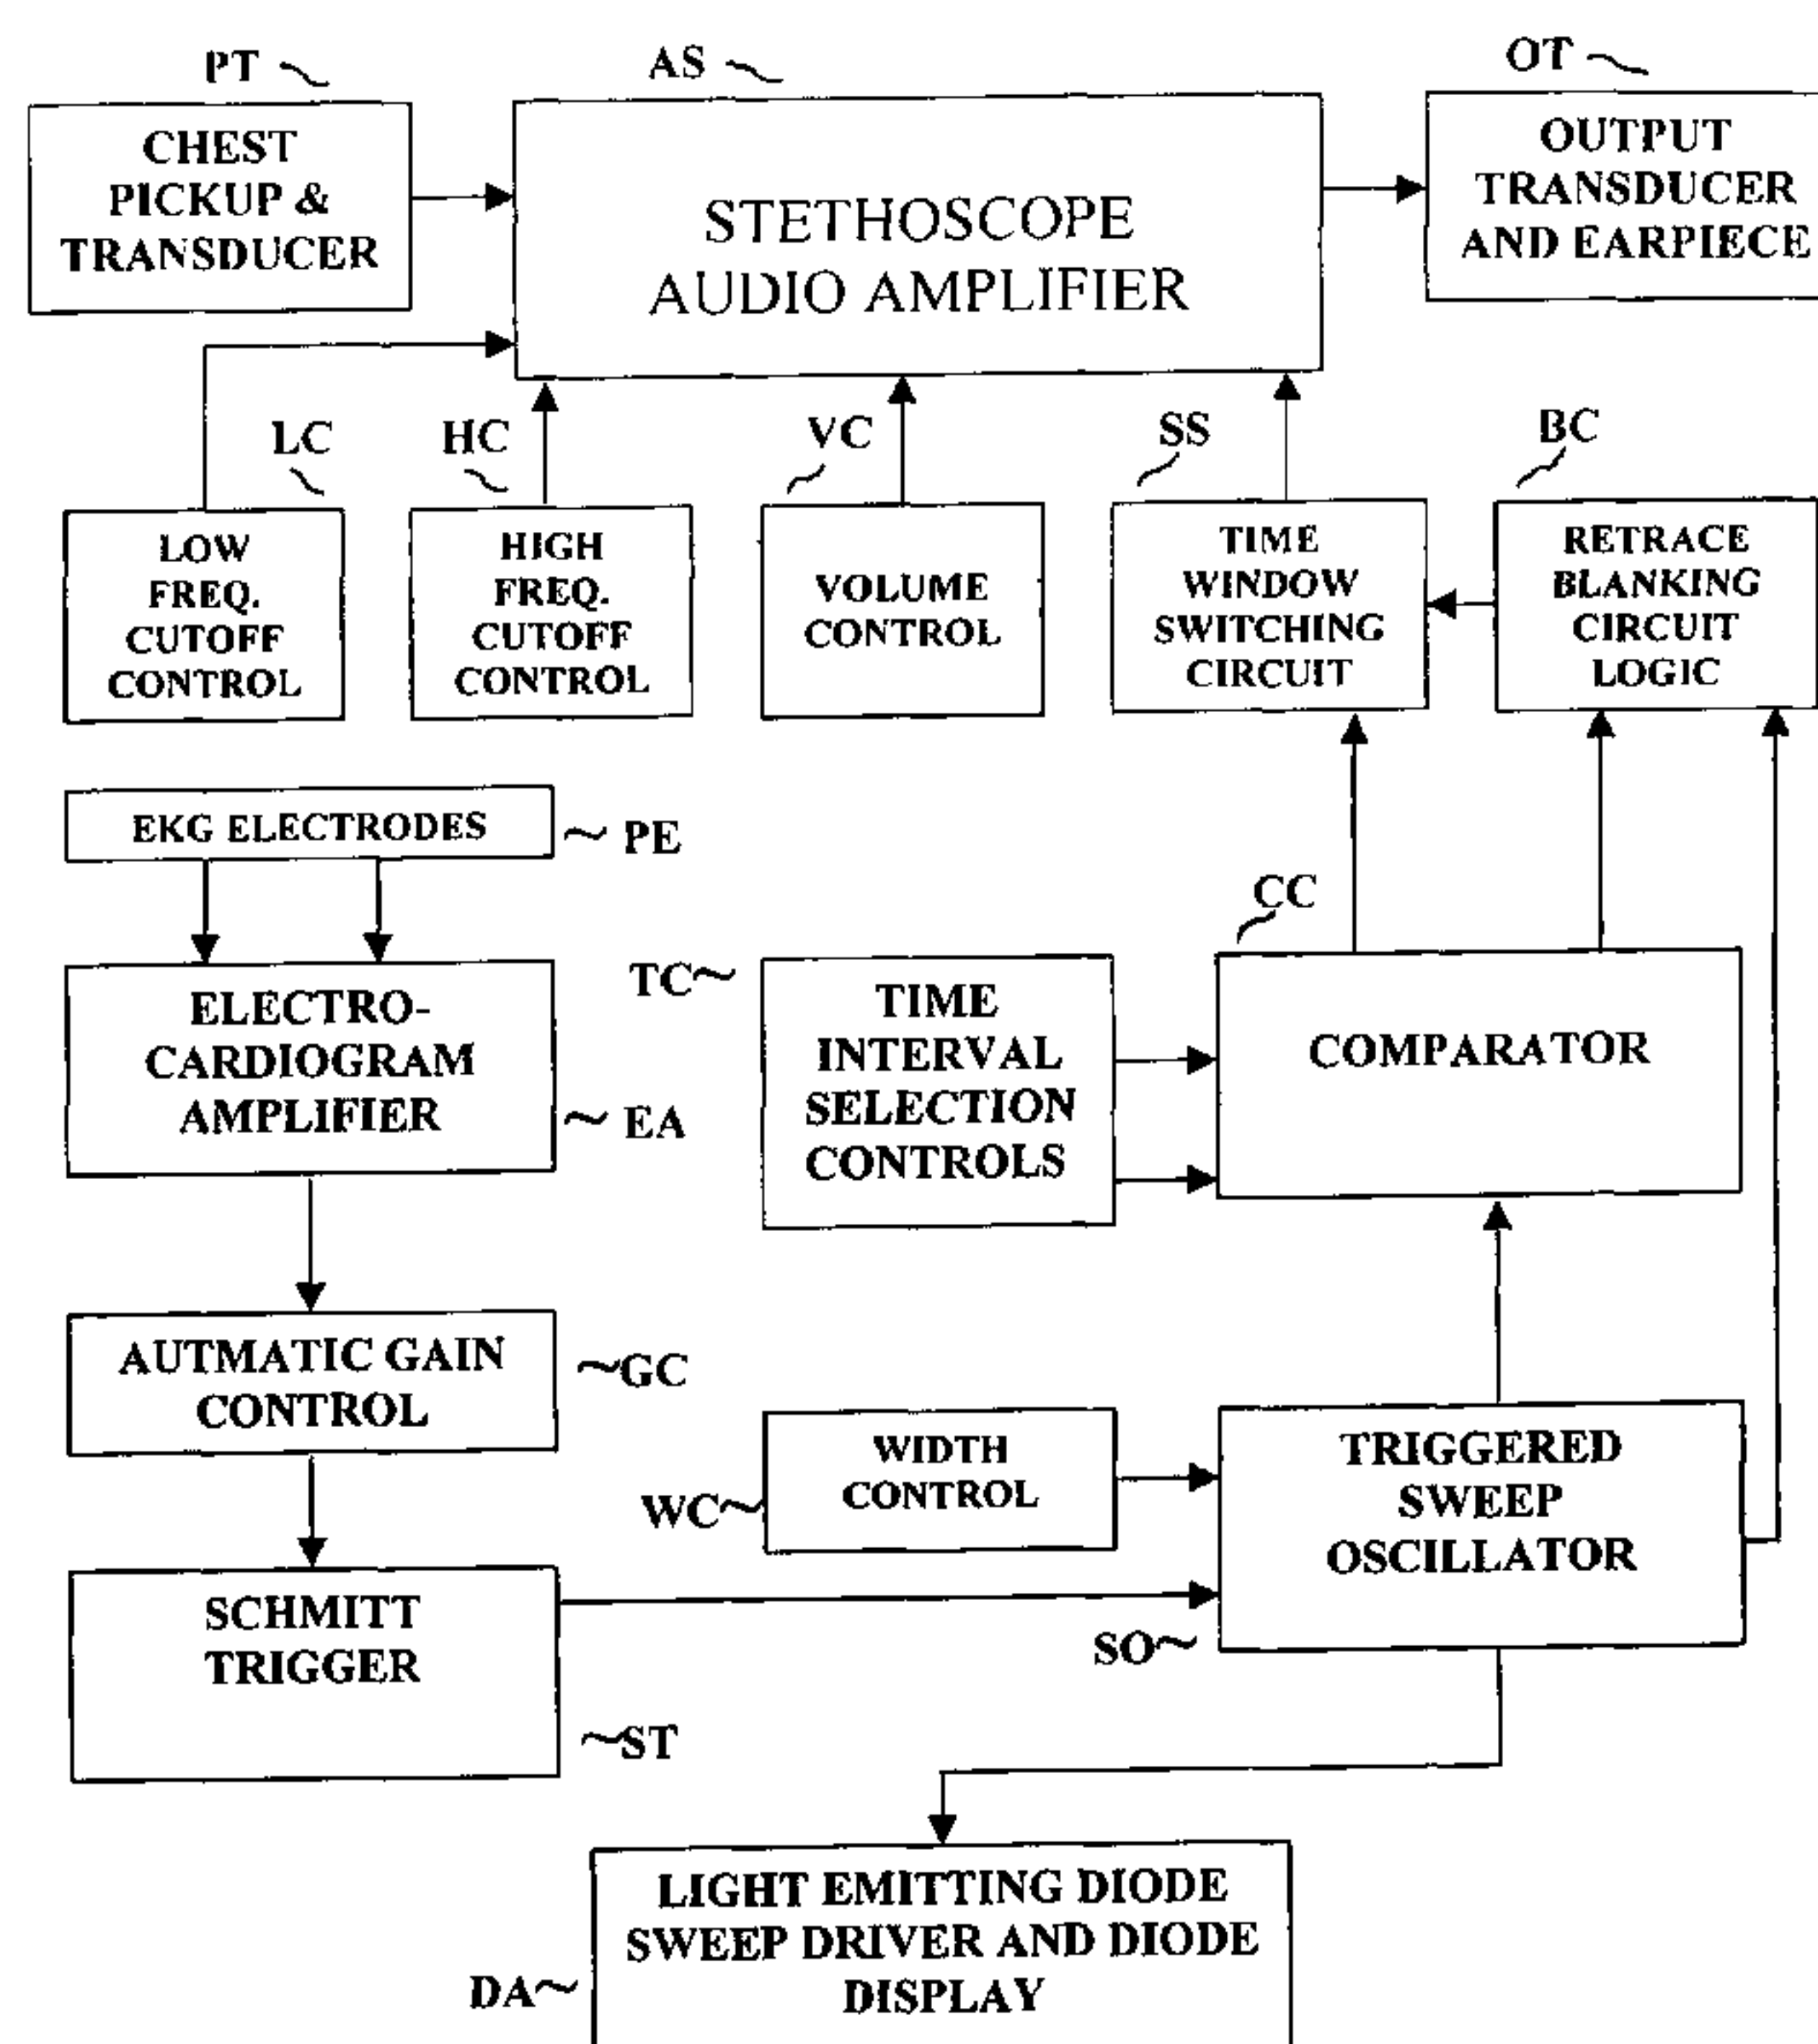 PT
AS
OT
CHEST
PICKUP &
TRANSDUCER
STETHOSCOPE
AUDIO AMPLIFIER
OUTPUT
TRANSDUCER
AND EARPIECE
LC
HC
VC
SS
BC
LOW
FREQ.
CUTOFF
CONTROL
HIGH
FREQ.
CUTOFF
CONTROL
VOLUME
CONTROL
TIME
WINDOW
SWITCHING
CIRCUIT
RETRACE
BLANKING
CIRCUIT
LOGIC
EKG ELECTRODES
PE
CC
ELECTRO-
CARDIOGRAM
AMPLIFIER
EA
TC
TIME
INTERVAL
SELECTION
CONTROLS
COMPARATOR
AUTMATIC GAIN
CONTROL
GC
WC
WIDTH
CONTROL
TRIGGERED
SWEEP
OSCILLATOR
SCHMITT
TRIGGER
SO
ST
LIGHT EMITTING DIODE
SWEEP DRIVER AND DIODE
DISPLAY
DA